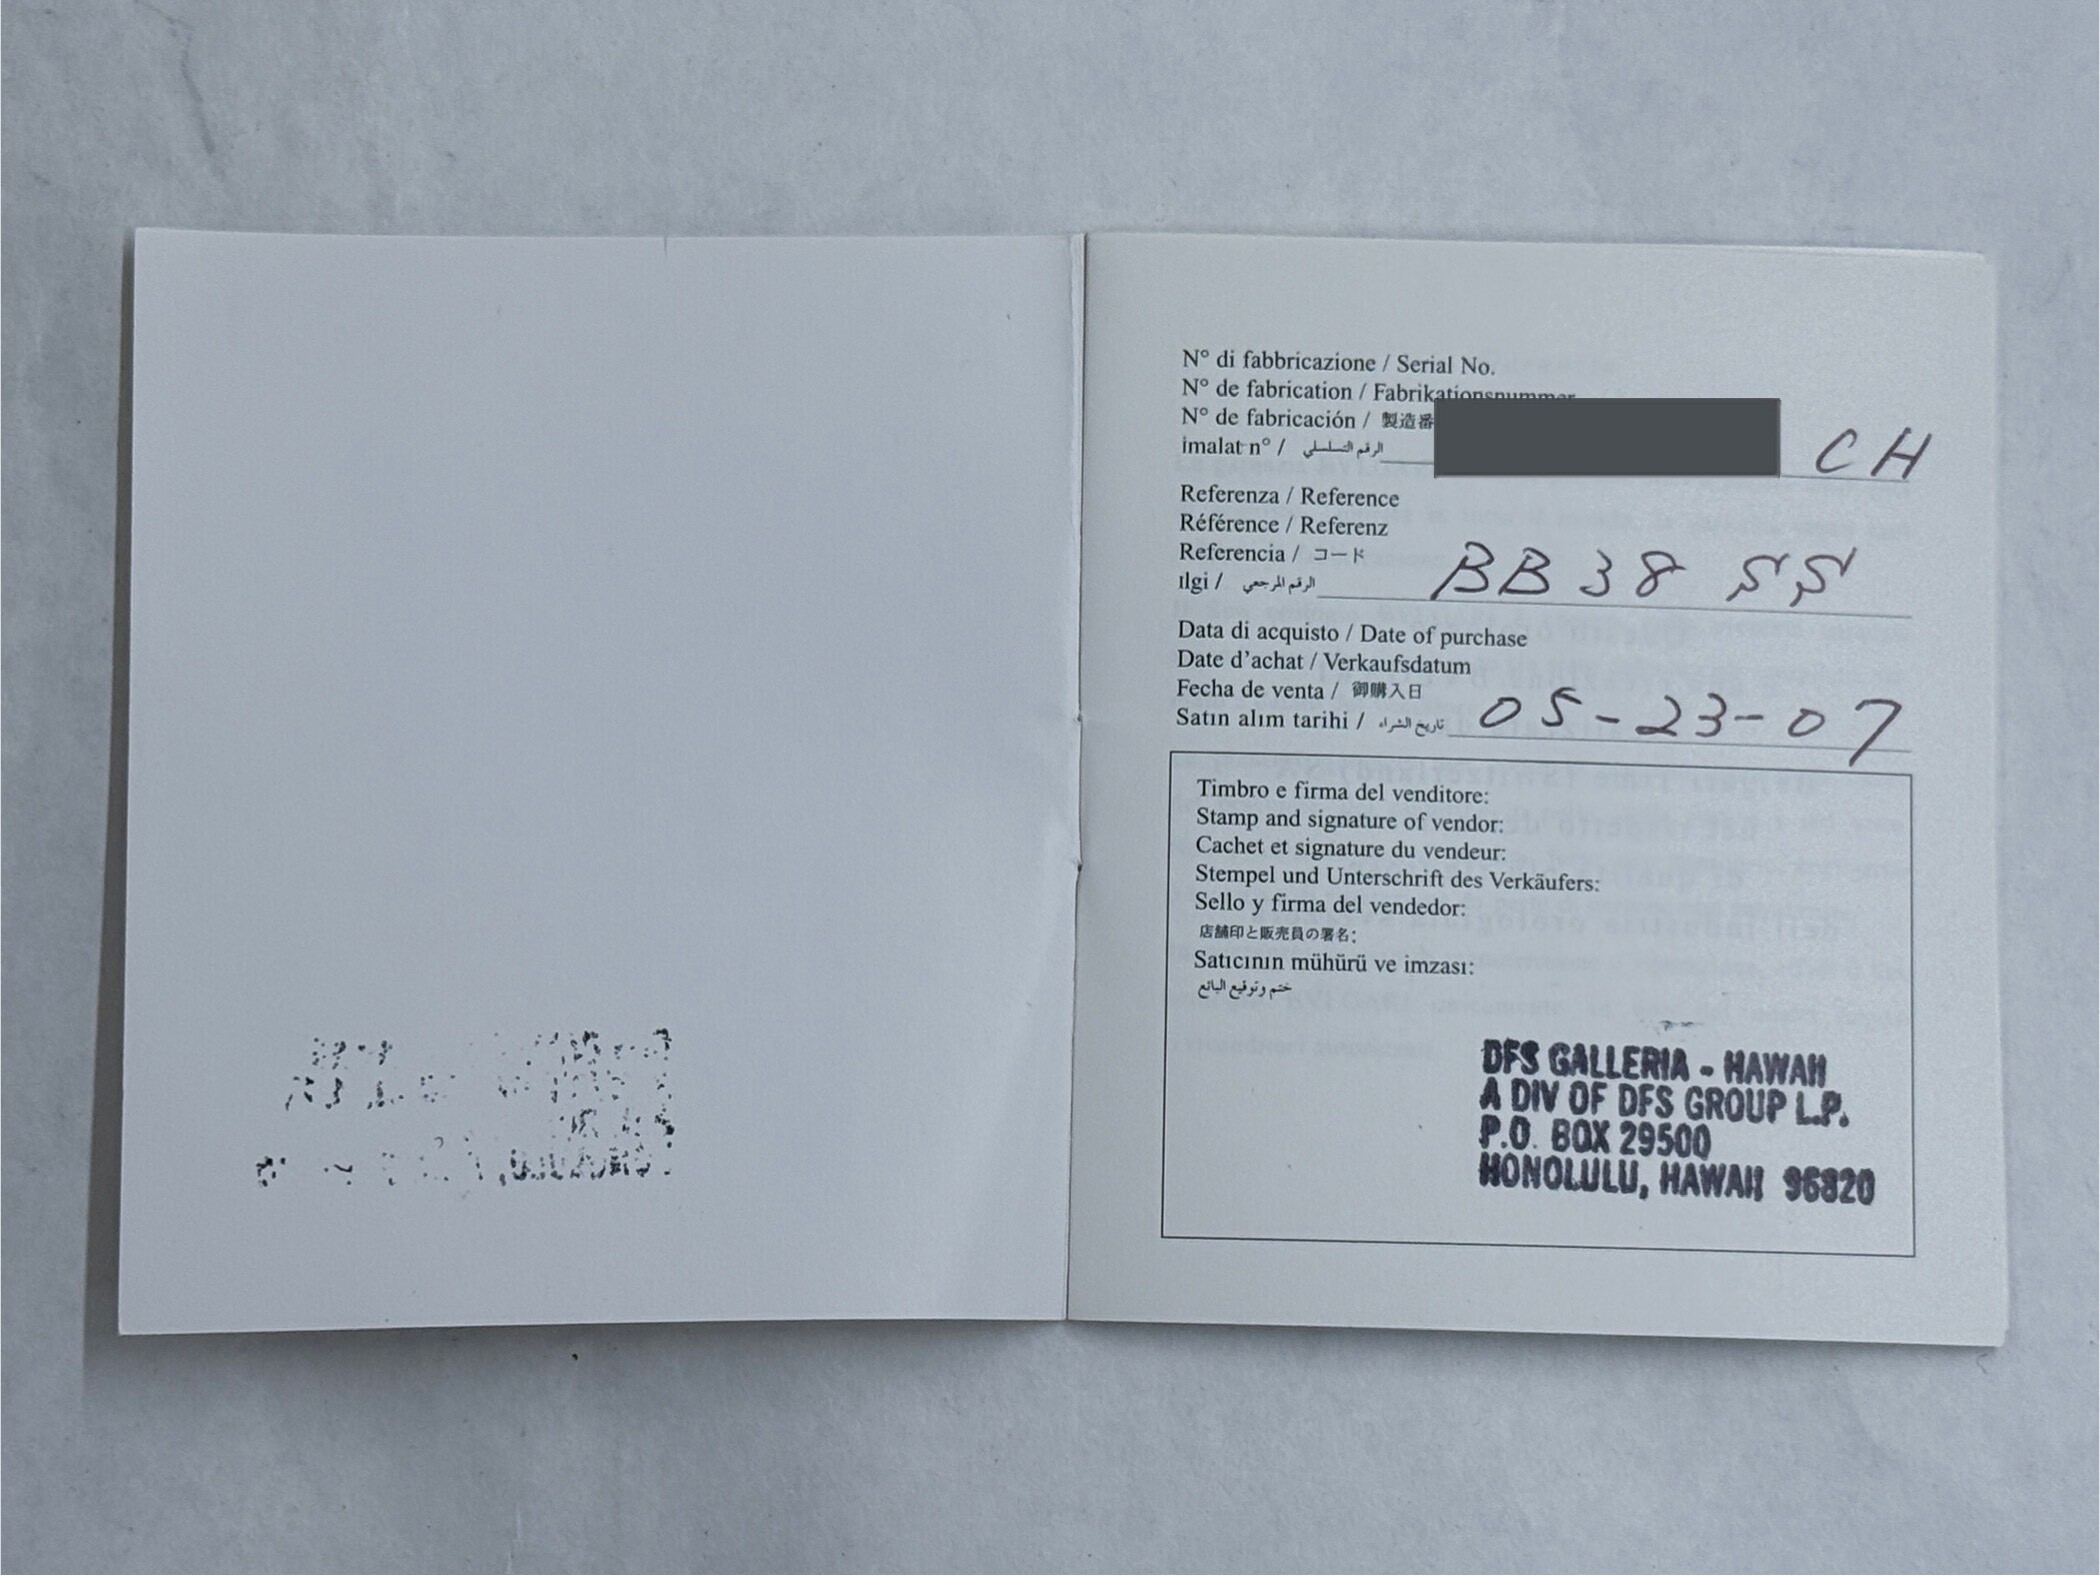 N° di fabbricazione / Serial No.
N° de fabrication / Fabrikationsnummer
N° de fabricación / 製造番
imalat n° / الرقم التسلسلي CH
Referenza / Reference
Référence / Referenz
Referencia / コード
ılgi / الرقم المرجعي BB 38 SS
Data di acquisto / Date of purchase
Date d'achat / Verkaufsdatum
Fecha de venta / 御購入日
Satın alım tarihi / تاريخ الشراء 05-23-07
Timbro e firma del venditore:
Stamp and signature of vendor:
Cachet et signature du vendeur:
Stempel und Unterschrift des Verkäufers:
Sello y firma del vendedor:
店舗印と販売員の署名:
Satıcının mühürü ve imzası:
ختم وتوقيع البائع
DFS GALLERIA - HAWAII
A DIV OF DFS GROUP L.P.
P.O. BOX 29500
HONOLULU, HAWAII 96820